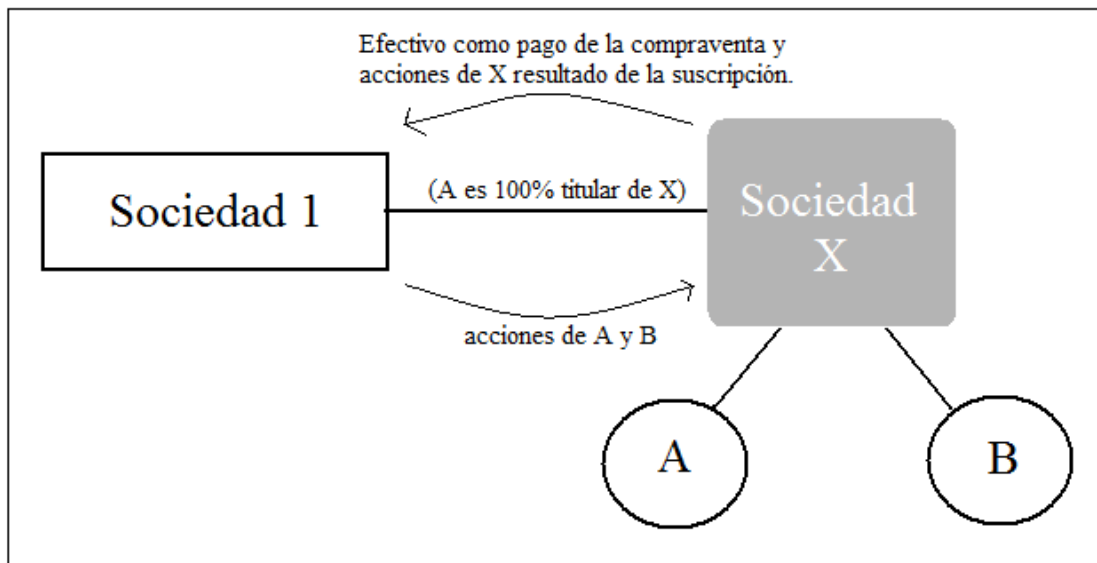 Efectivo como pago de la compraventa y
acciones de X resultado de la suscripción.
Sociedad 1
(A es 100% titular de X)
Sociedad
X
acciones de A y B
A
B